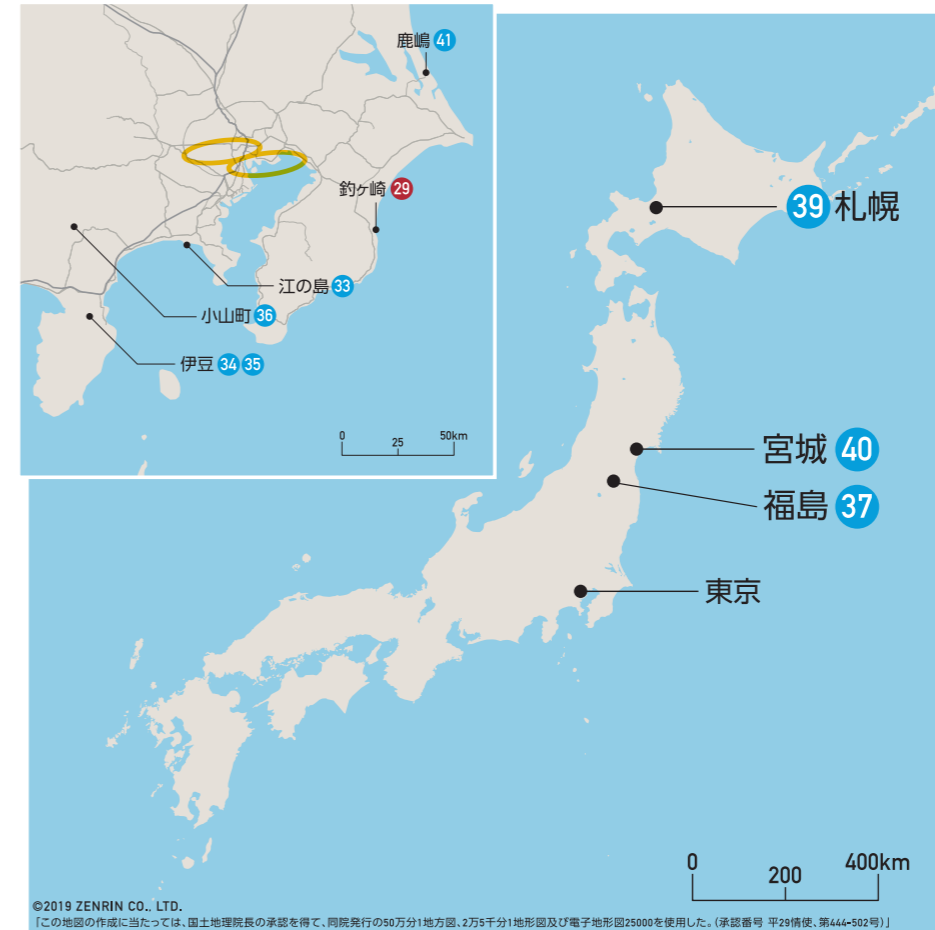 鹿嶋 41
釣ヶ崎 29
江の島 33
小山町 36
伊豆 34 35
0 25 50km
39 札幌
宮城 40
福島 37
東京
0 200 400km
©2019 ZENRIN CO., LTD.
「この地図の作成に当たっては、国土地理院長の承認を得て、同院発行の50万分1地方図、2万5千分1地形図及び電子地形図25000を使用した。(承認番号 平29情使、第444-502号)」